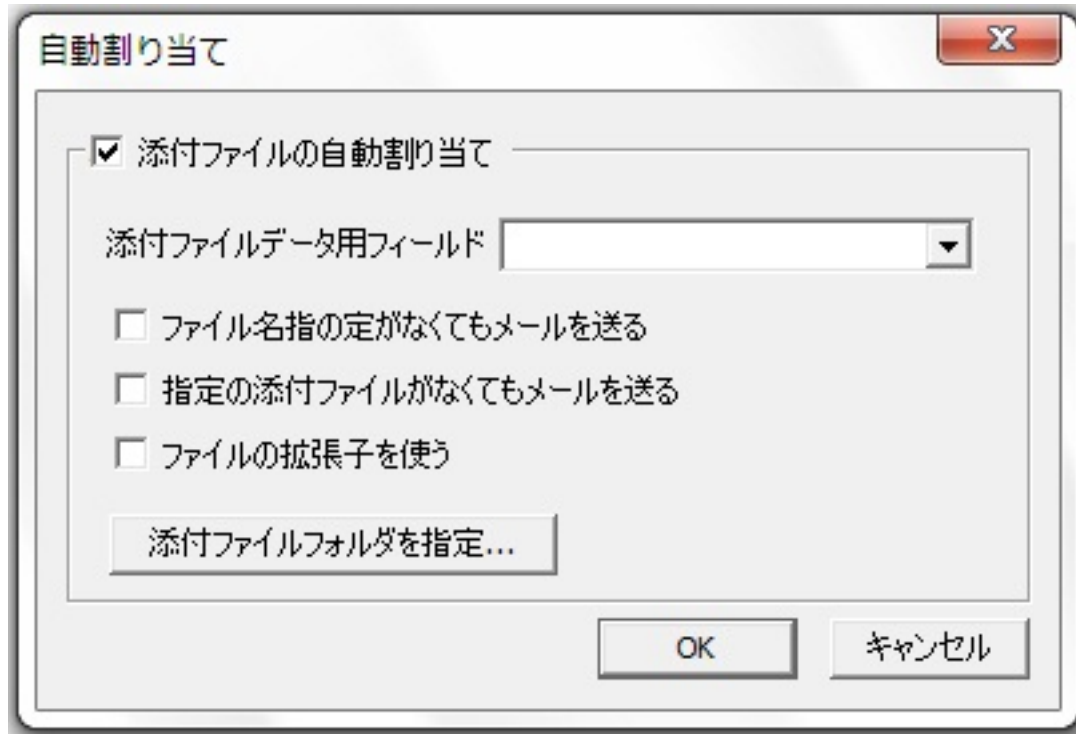 自動割り当て
添付ファイルの自動割り当て
添付ファイルデータ用フィールド
ファイル名指の定がなくてもメールを送る
指定の添付ファイルがなくてもメールを送る
ファイルの拡張子を使う
添付ファイルフォルダを指定...
OK キャンセル